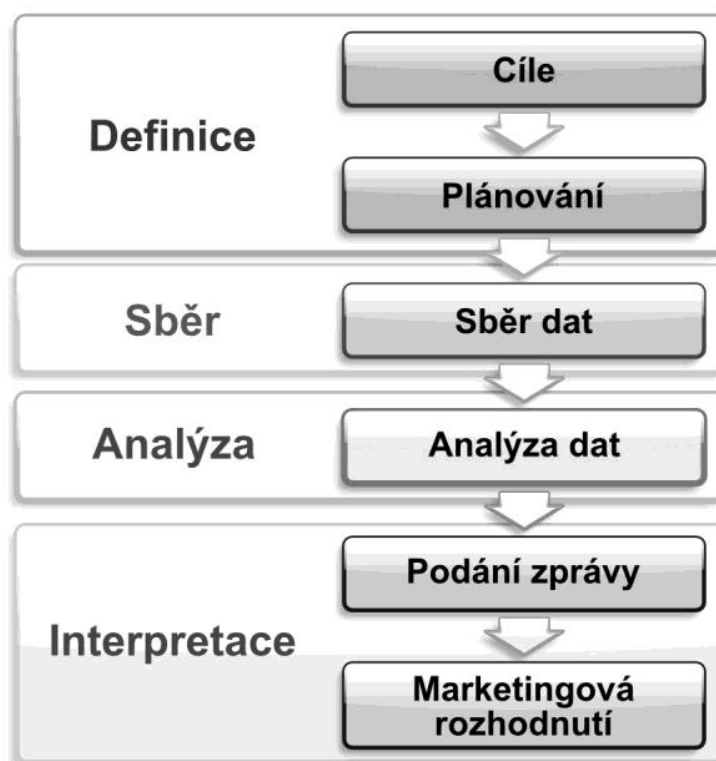 Definice
Cíle
Plánování
Sběr
Sběr dat
Analýza
Analýza dat
Interpretace
Podání zprávy
Marketingová
rozhodnutí